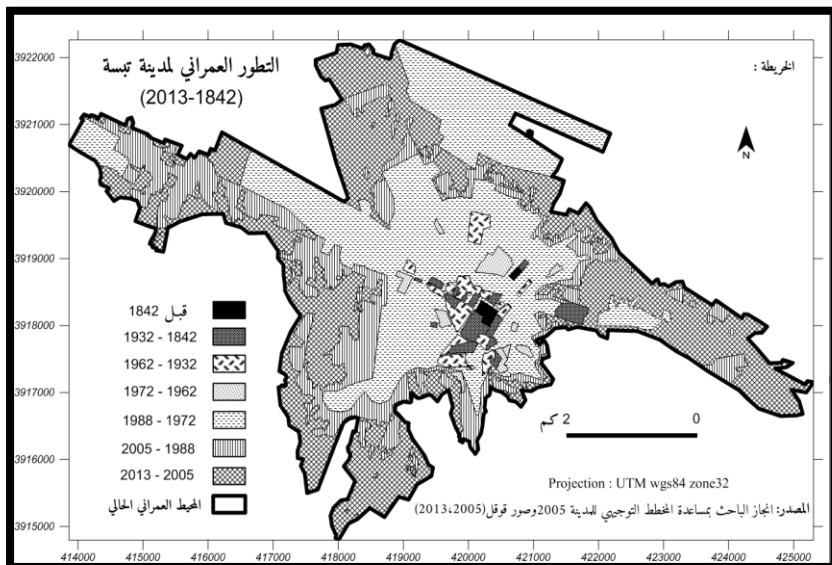 التطور العمراني لمدينة تبسة
(2013-1842)
الخريطة :
N
3922000
3921000
3920000
3919000
3918000
3917000
3916000
3915000
قبل 1842
1932 - 1842
1962 - 1932
1972 - 1962
1988 - 1972
2005 - 1988
2013 - 2005
المحيط العمراني الحالي
2 كم
0
Projection : UTM wgs84 zone32
المصدر: انجاز الباحث بمساعدة المخطط التوجيهي للمدينة 2005 وصور قوقل(2013،2005)
414000 415000 416000 417000 418000 419000 420000 421000 422000 423000 424000 425000